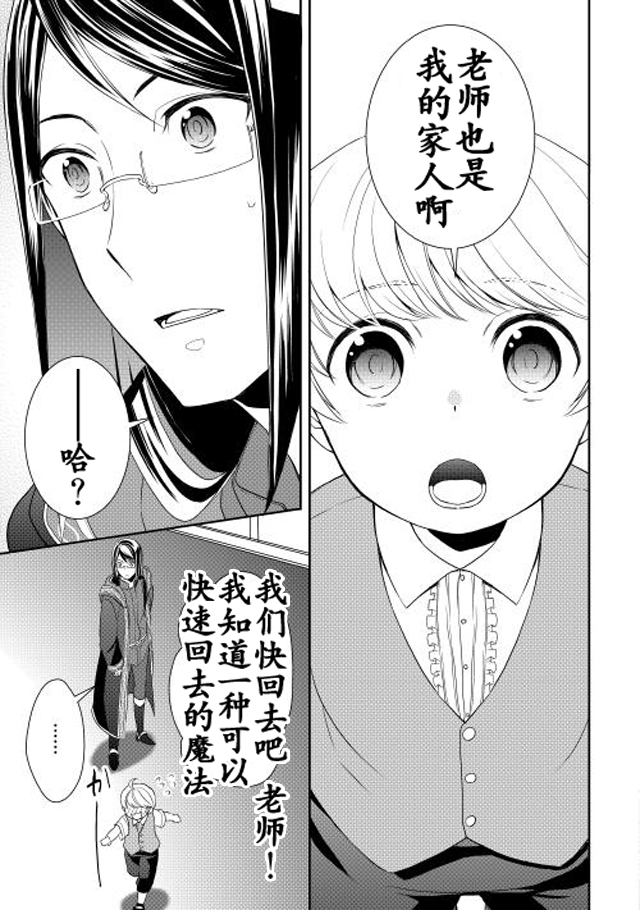 老师也是
我的家人啊
——哈？
我们快回去吧 老师！
我知道一种可以
快速回去的魔法
……
か｜